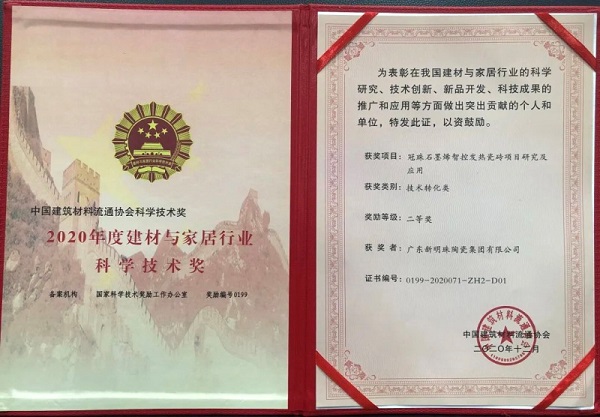 中国建筑材料流通协会科学技术奖
2020年度建材与家居行业
科学技术奖
备案机构 国家科学技术奖励工作办公室 奖励编号0199
为表彰在我国建材与家居行业的科学
研究、技术创新、新品开发、科技成果的
推广和应用等方面做出突出贡献的个人和
单位，特发此证，以资鼓励。
获奖项目：冠珠石墨烯智控发热瓷砖项目研究及
应用
获奖类别：技术转化类
奖励等级：二等奖
获奖者：广东新明珠陶瓷集团有限公司
证书编号：0199-2020071-ZH2-D01
中国建筑材料流通协会
二〇二〇年十二月